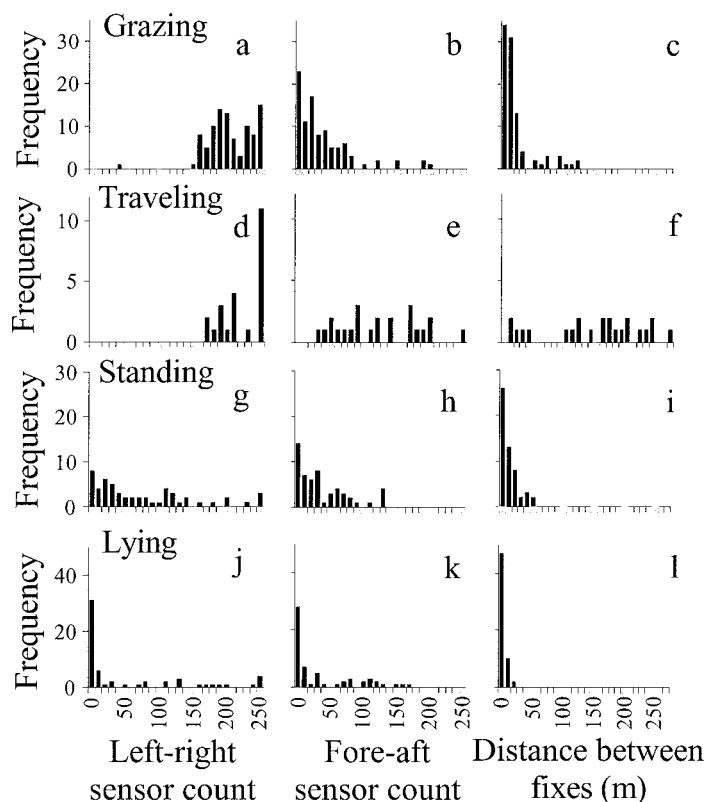 Grazing
a
b
c
30
20
10
0
Frequency
Traveling
d
e
f
10
5
0
Frequency
Standing
g
h
i
30
20
10
0
Frequency
Lying
j
k
l
40
20
0
Frequency
0 50 100 150 200 250
0 50 100 150 200 250
0 50 100 150 200 250
Left-right
sensor count
Fore-aft
sensor count
Distance between
fixes (m)